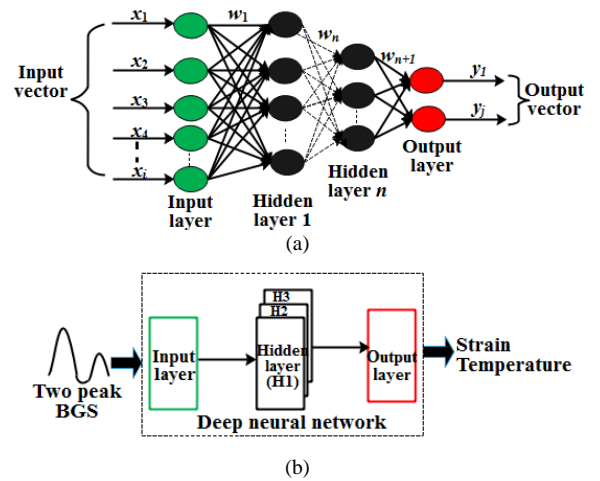 x1
w1
wn
wn+1
Input
vector
x2
x3
x4
xi
y1
yj
Output
vector
Input
layer
Hidden
layer 1
Hidden
layer n
Output
layer
(a)
Two peak
BGS
Input
layer
H3
H2
Hidden
layer
(H1)
Output
layer
Deep neural network
Strain
Temperature
(b)